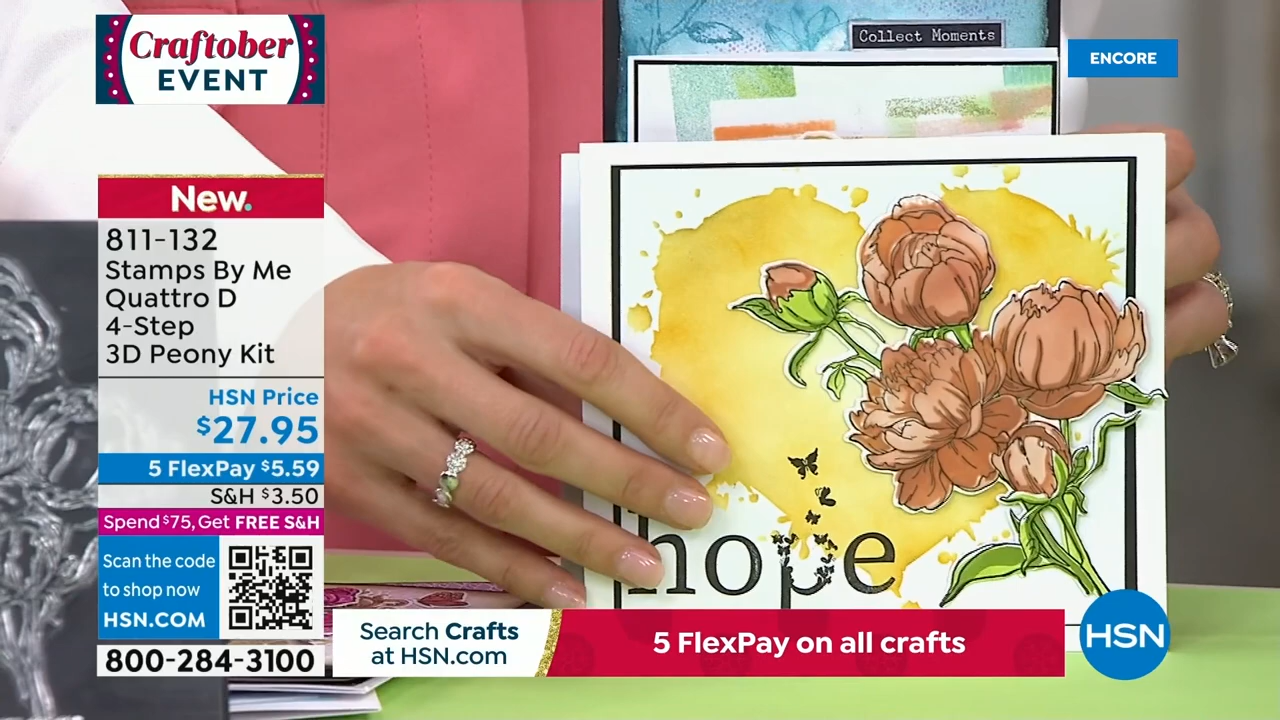 Craftober
EVENT
New.
811-132
Stamps By Me
Quattro D
4-Step
3D Peony Kit
HSN Price
$27.95
5 FlexPay $5.59
S&H $3.50
Spend $75, Get FREE S&H
Scan the code
to shop now
HSN.COM
800-284-3100
Collect Moments
ENCORE
hope
Search Crafts
at HSN.com
5 FlexPay on all crafts
HSN